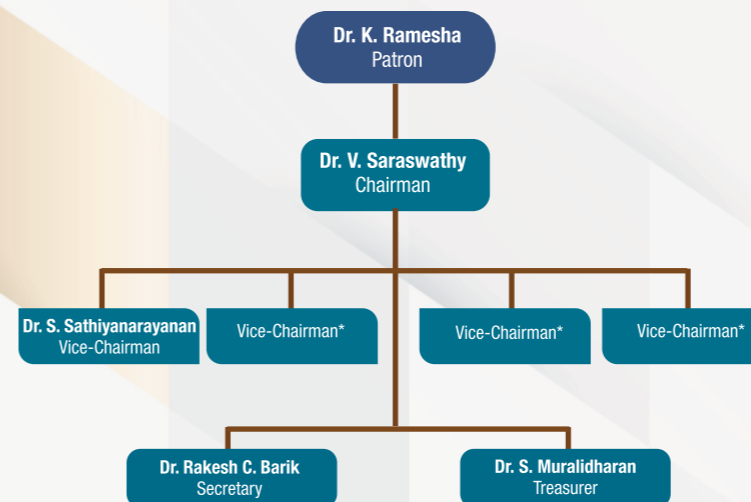 Dr. K. Ramesha
Patron
Dr. V. Saraswathy
Chairman
Dr. S. Sathiyanarayanan
Vice-Chairman
Vice-Chairman*
Vice-Chairman*
Vice-Chairman*
Dr. Rakesh C. Barik
Secretary
Dr. S. Muralidharan
Treasurer